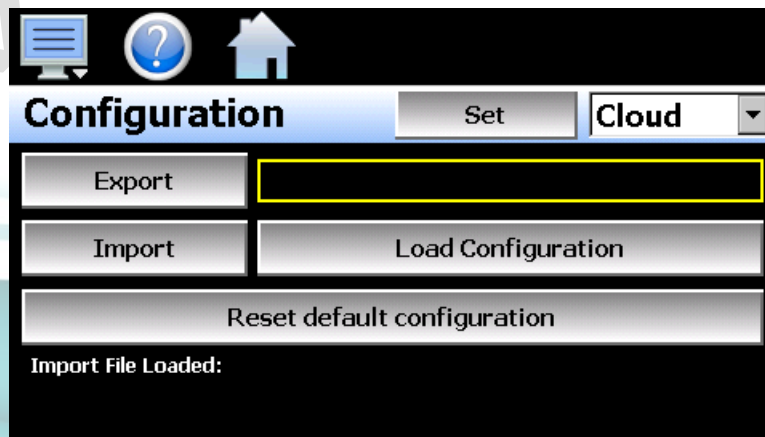 ?
Configuration Set Cloud
Export
Import Load Configuration
Reset default configuration
Import File Loaded: